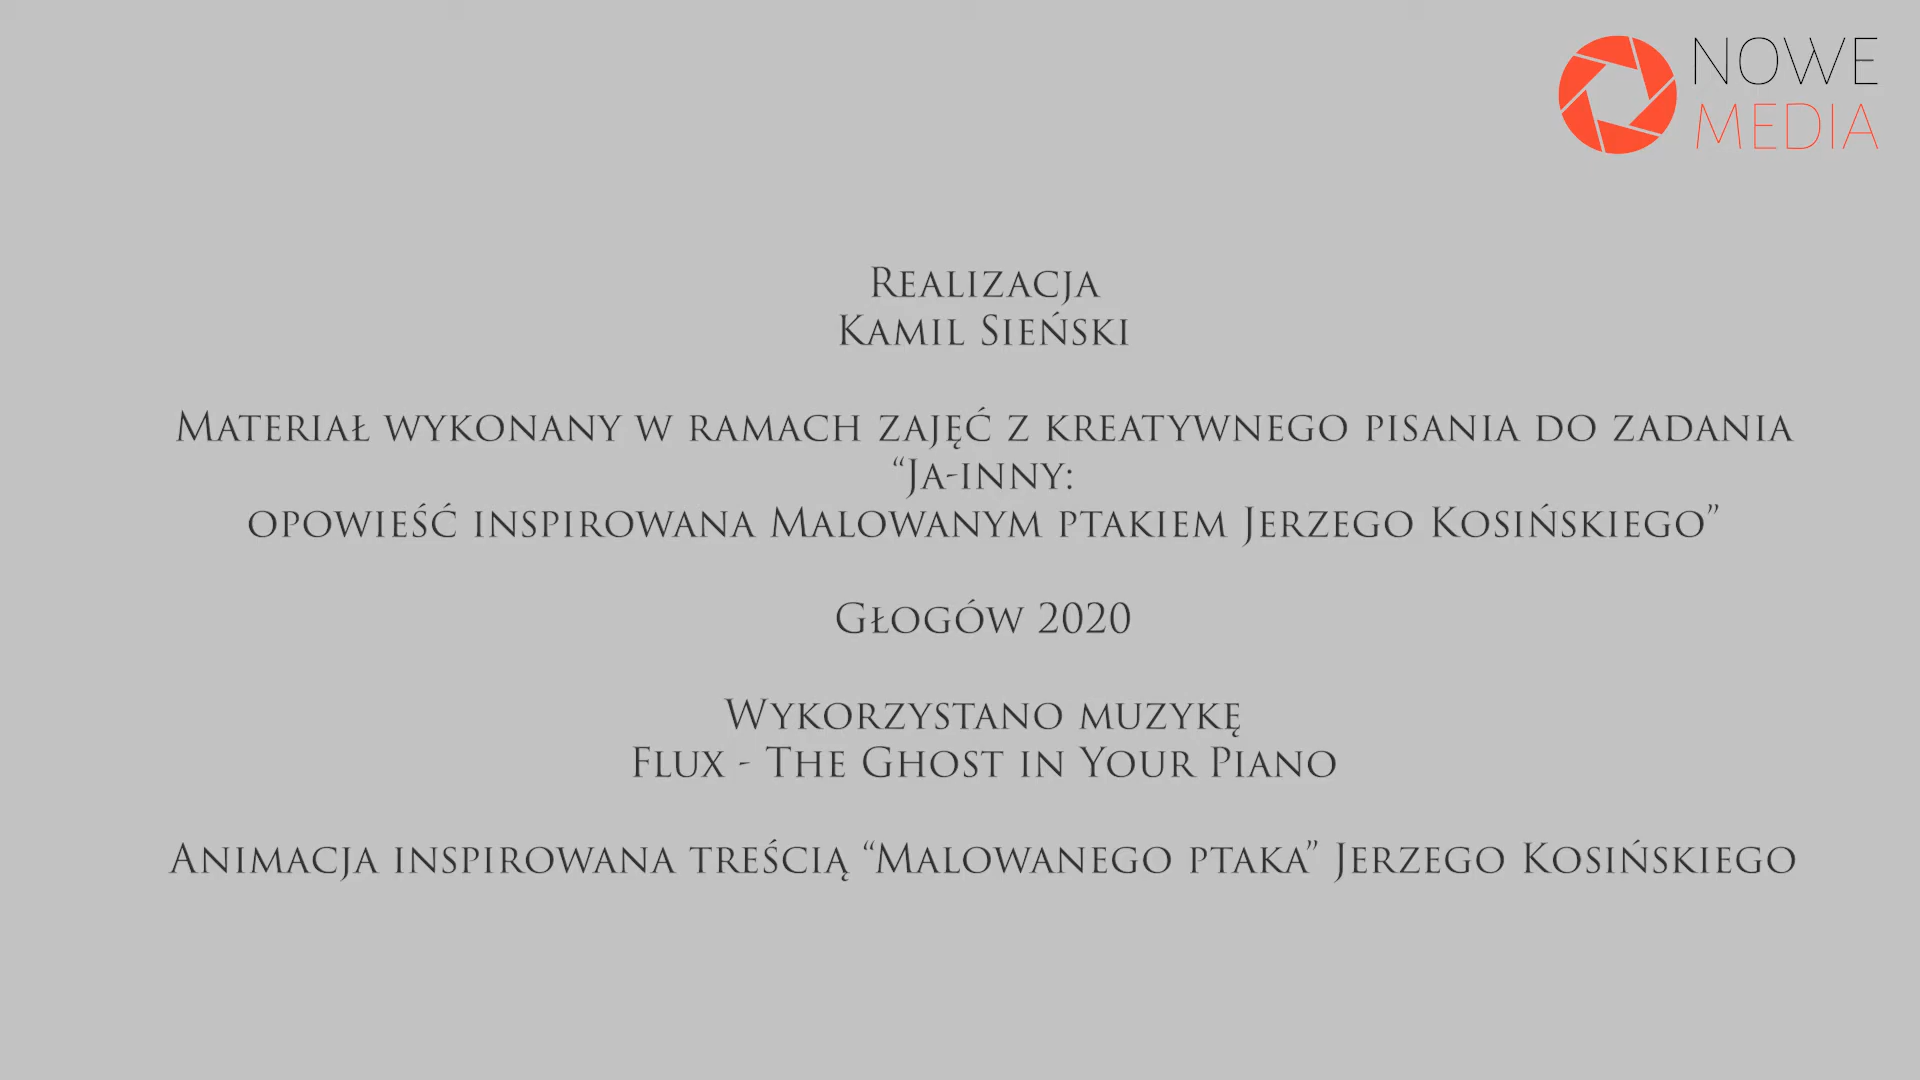 NOWE
MEDIA
Realizacja
Kamil Sieński
Materiał wykonany w ramach zajęć z kreatywnego pisania do zadania
“Ja-inny:
opowieść inspirowana Malowanym ptakiem Jerzego Kosińskiego”
Głogów 2020
Wykorzystano muzykę
Flux - The Ghost in Your Piano
Animacja inspirowana treścią “Malowanego ptaka” Jerzego Kosińskiego